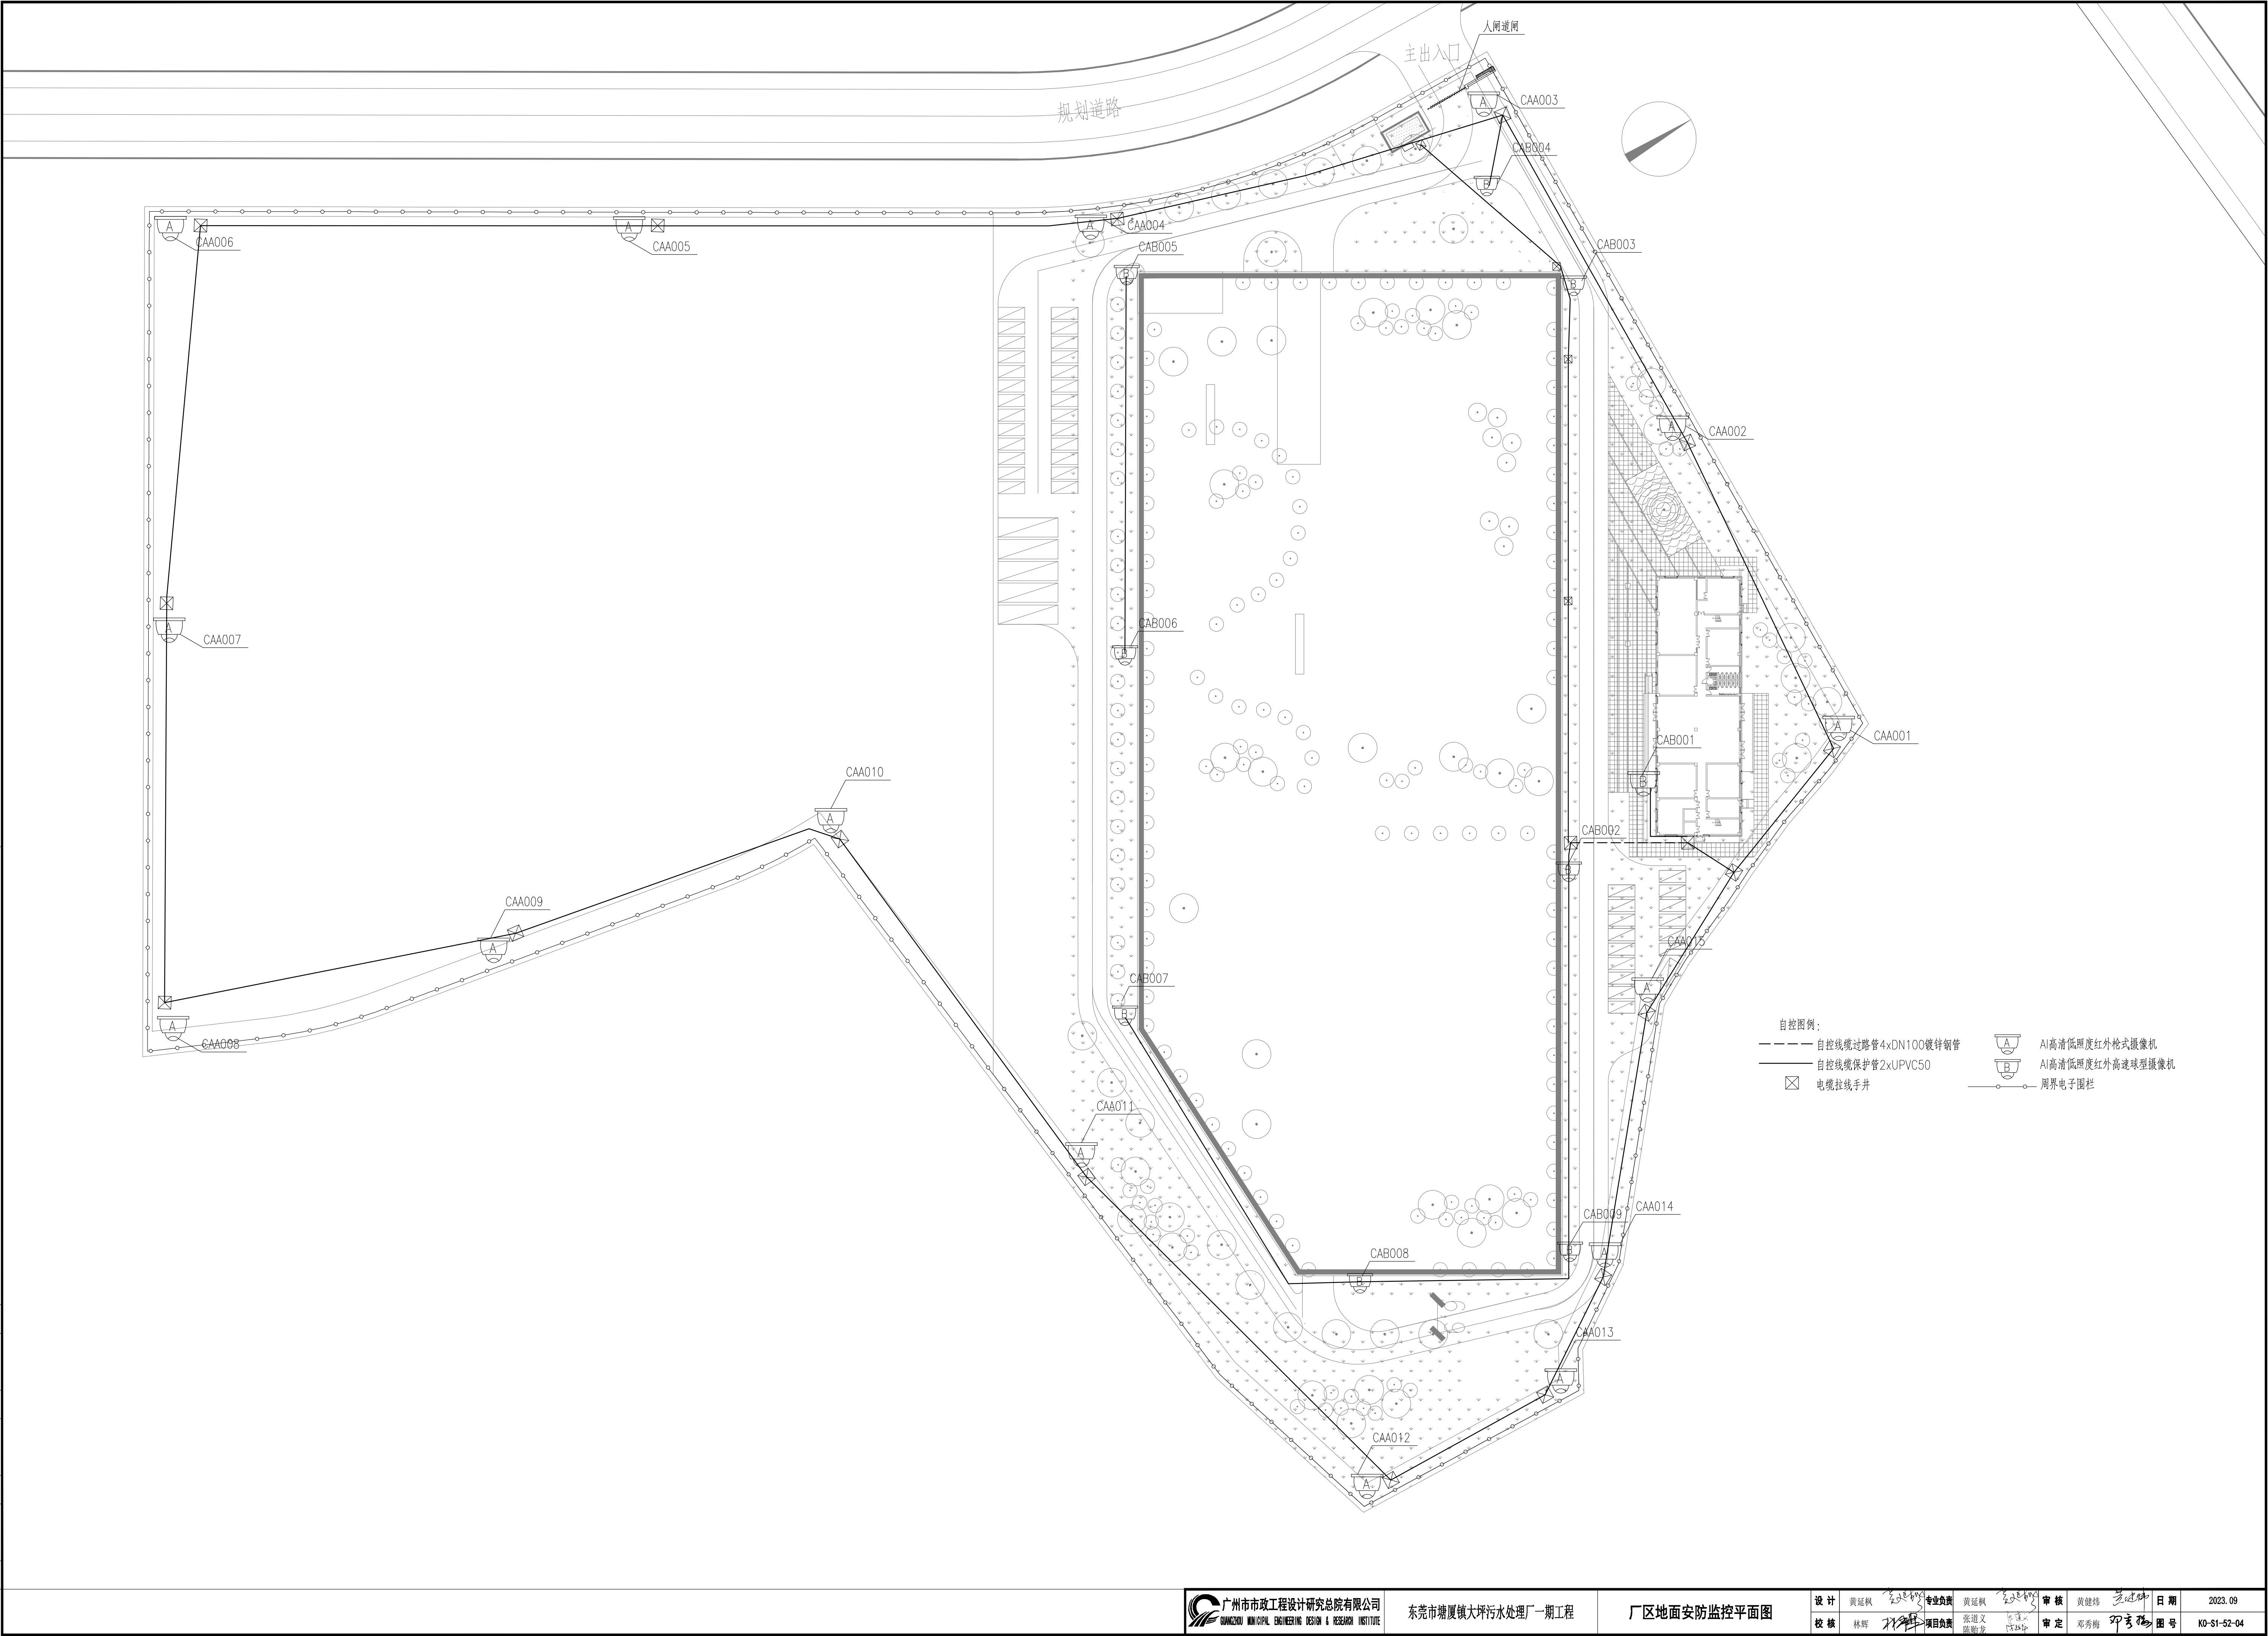 人闸道闸
主出入口
规划道路
CAA003
CAB004
CAA004
CAA006
CAA005
CAB005
CAB003
CAA002
CAB006
CAA007
CAA001
CAB001
CAA010
CAB002
CAA009
CAA015
CAB007
CAA008
CAA011
CAA014
CAB009
CAB008
CAA013
CAA012
自控图例：
自控线缆过路管4xDN100镀锌钢管
自控线缆保护管2xUPVC50
电缆拉线手井
A AI高清低照度红外枪式摄像机
B AI高清低照度红外高速球型摄像机
周界电子围栏
广州市市政工程设计研究总院有限公司
GUANGZHOU MUNICIPAL ENGINEERING DESIGN & RESEARCH INSTITUTE
东莞市塘厦镇大坪污水处理厂一期工程
厂区地面安防监控平面图
设计 黄延枫 专业负责 黄延枫 审核 黄健炜 日期 2023.09
校核 林辉 项目负责 张道义 陈贻龙 审定 邓秀梅 图号 K0-S1-52-04